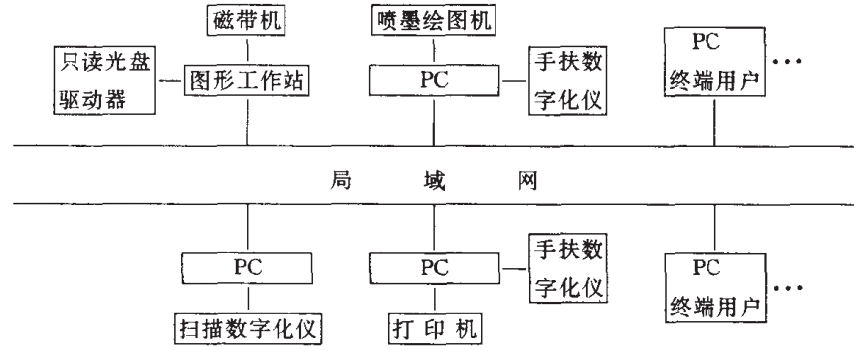 磁带机
喷墨绘图机
只读光盘
驱动器
图形工作站
PC
手扶数
字化仪
PC
终端用户
…
局域网
PC
扫描数字化仪
PC
打印机
手扶数
字化仪
PC
终端用户
…